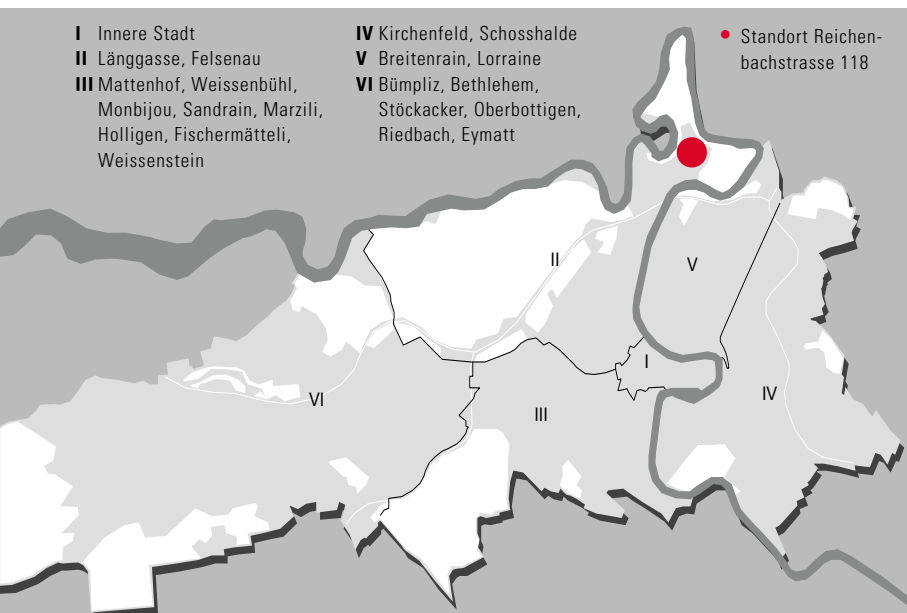 I Innere Stadt
II Länggasse, Felsenau
III Mattenhof, Weissenbühl,
Monbijou, Sandrain, Marzili,
Holligen, Fischermätteli,
Weissenstein
IV Kirchenfeld, Schosshalde
V Breitenrain, Lorraine
VI Bümpliz, Bethlehem,
Stöckacker, Oberbottigen,
Riedbach, Eymatt
Standort Reichen-
bachstrasse 118
II
V
I
VI
III
IV